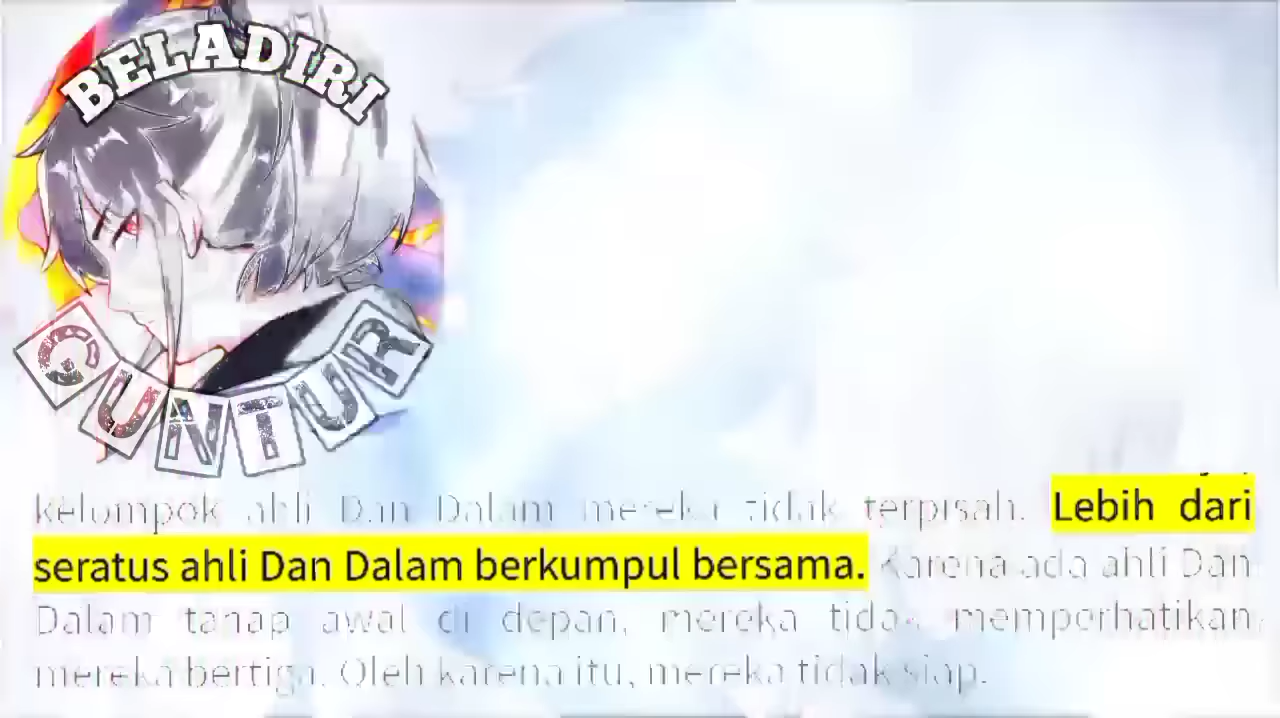 BELADIRI
GUNTUR
kelompok ahli Dan Dalam mereka tidak terpisah. Lebih dari
seratus ahli Dan Dalam berkumpul bersama. Karena ada ahli Dan
Dalam tahap awal di depan, mereka tidak memperhatikan
mereka bertiga. Oleh karena itu, mereka tidak siap.